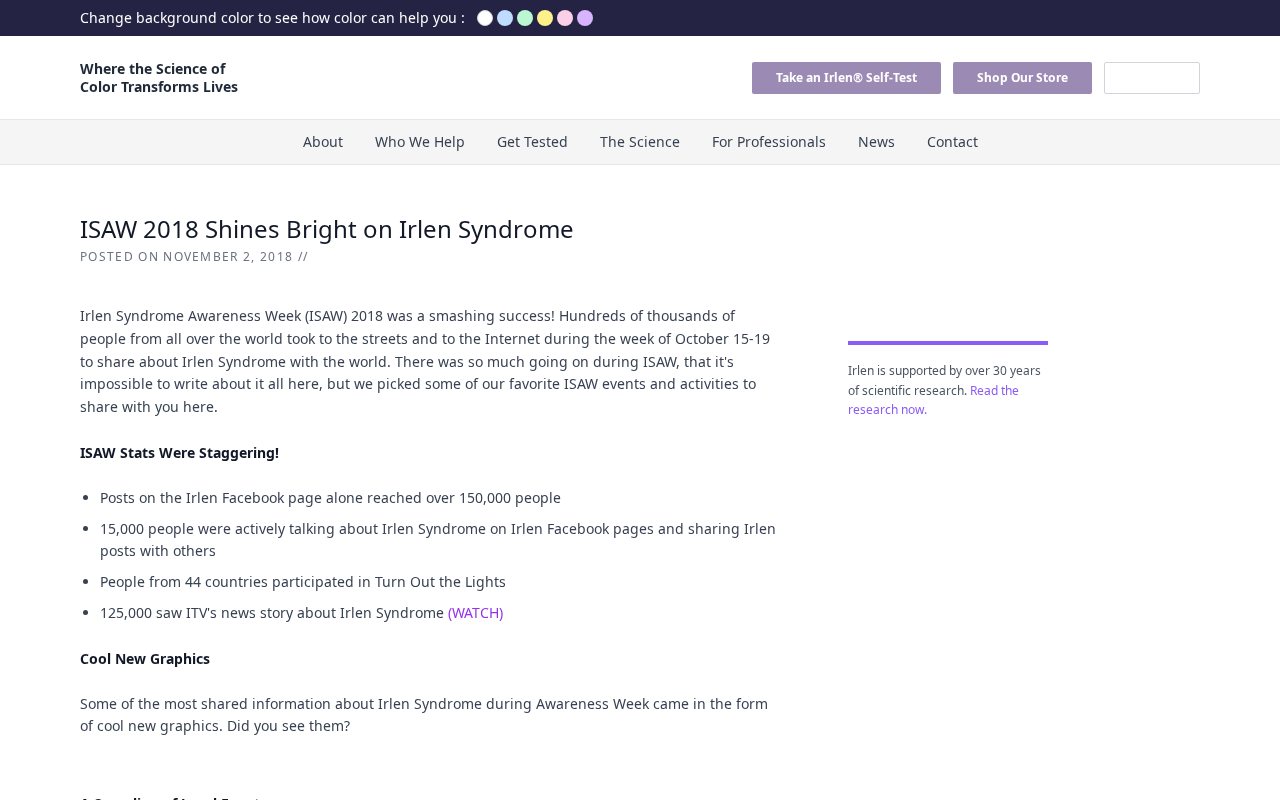 Change background color to see how color can help you :
Where the Science of
Color Transforms Lives
Take an Irlen® Self-Test
Shop Our Store
About
Who We Help
Get Tested
The Science
For Professionals
News
Contact
ISAW 2018 Shines Bright on Irlen Syndrome
POSTED ON NOVEMBER 2, 2018 //
Irlen Syndrome Awareness Week (ISAW) 2018 was a smashing success! Hundreds of thousands of
people from all over the world took to the streets and to the Internet during the week of October 15-19
to share about Irlen Syndrome with the world. There was so much going on during ISAW, that it's
impossible to write about it all here, but we picked some of our favorite ISAW events and activities to
share with you here.
ISAW Stats Were Staggering!
• Posts on the Irlen Facebook page alone reached over 150,000 people
• 15,000 people were actively talking about Irlen Syndrome on Irlen Facebook pages and sharing Irlen
posts with others
• People from 44 countries participated in Turn Out the Lights
• 125,000 saw ITV's news story about Irlen Syndrome (WATCH)
Cool New Graphics
Some of the most shared information about Irlen Syndrome during Awareness Week came in the form
of cool new graphics. Did you see them?
Irlen is supported by over 30 years
of scientific research. Read the
research now.